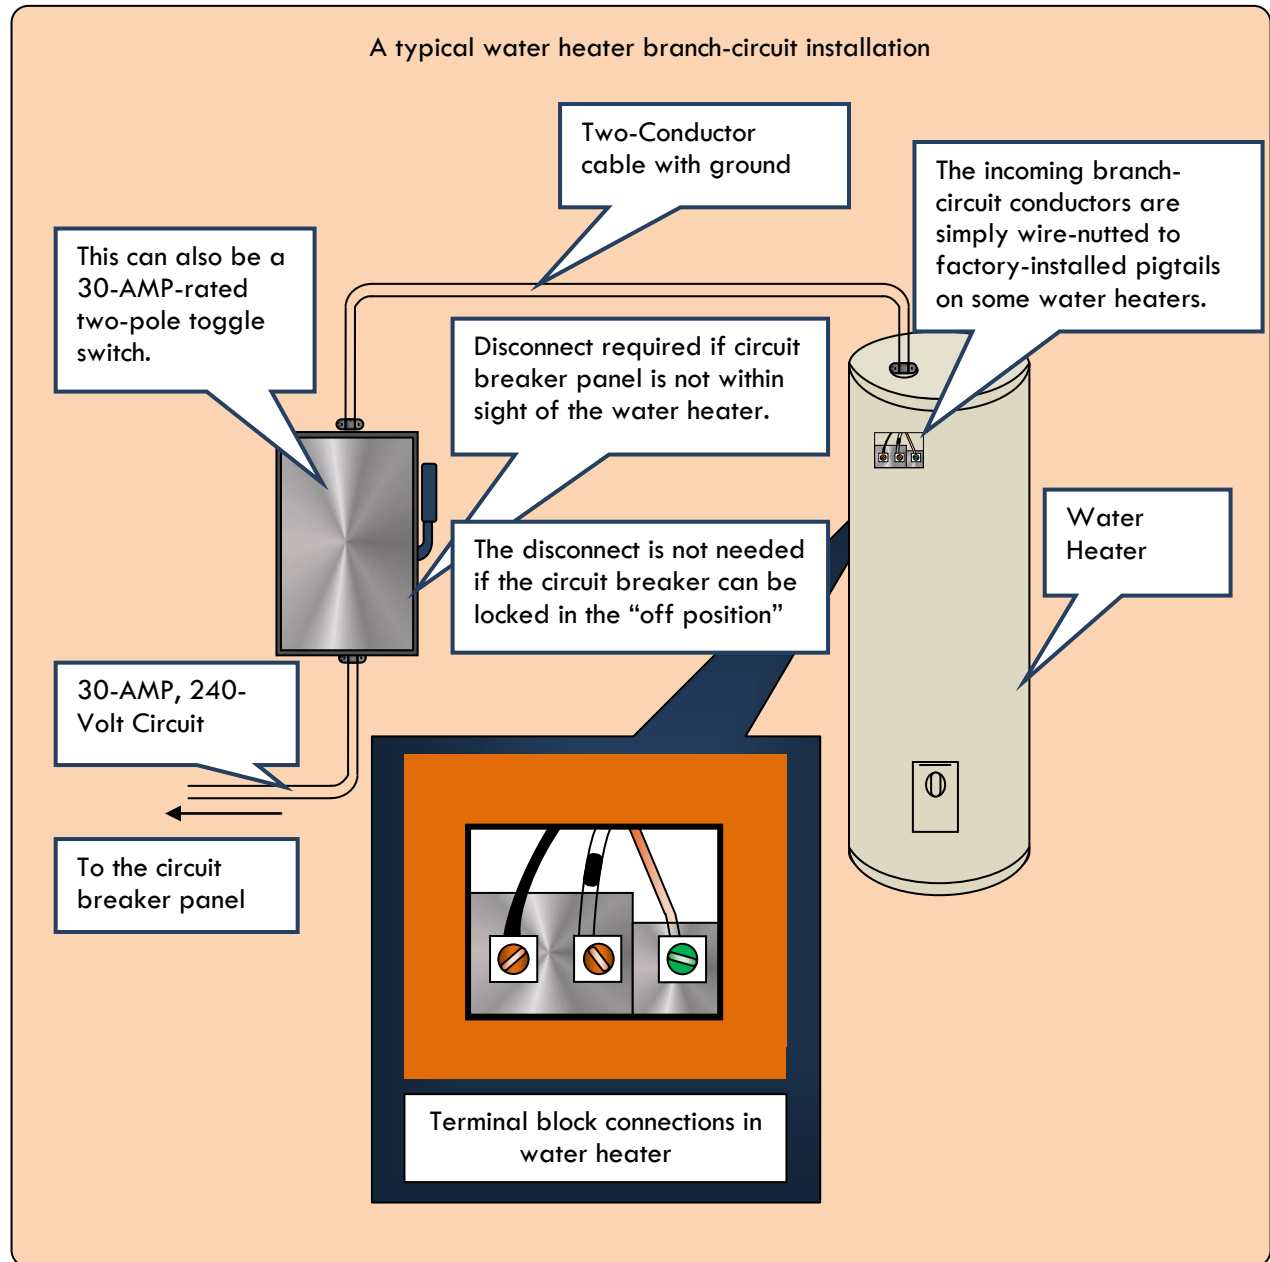 A typical water heater branch-circuit installation
Two-Conductor
cable with ground
The incoming branch-
circuit conductors are
simply wire-nutted to
factory-installed pigtails
on some water heaters.
This can also be a
30-AMP-rated
two-pole toggle
switch.
Disconnect required if circuit
breaker panel is not within
sight of the water heater.
The disconnect is not needed
if the circuit breaker can be
locked in the “off position”
Water
Heater
30-AMP, 240-
Volt Circuit
To the circuit
breaker panel
Terminal block connections in
water heater